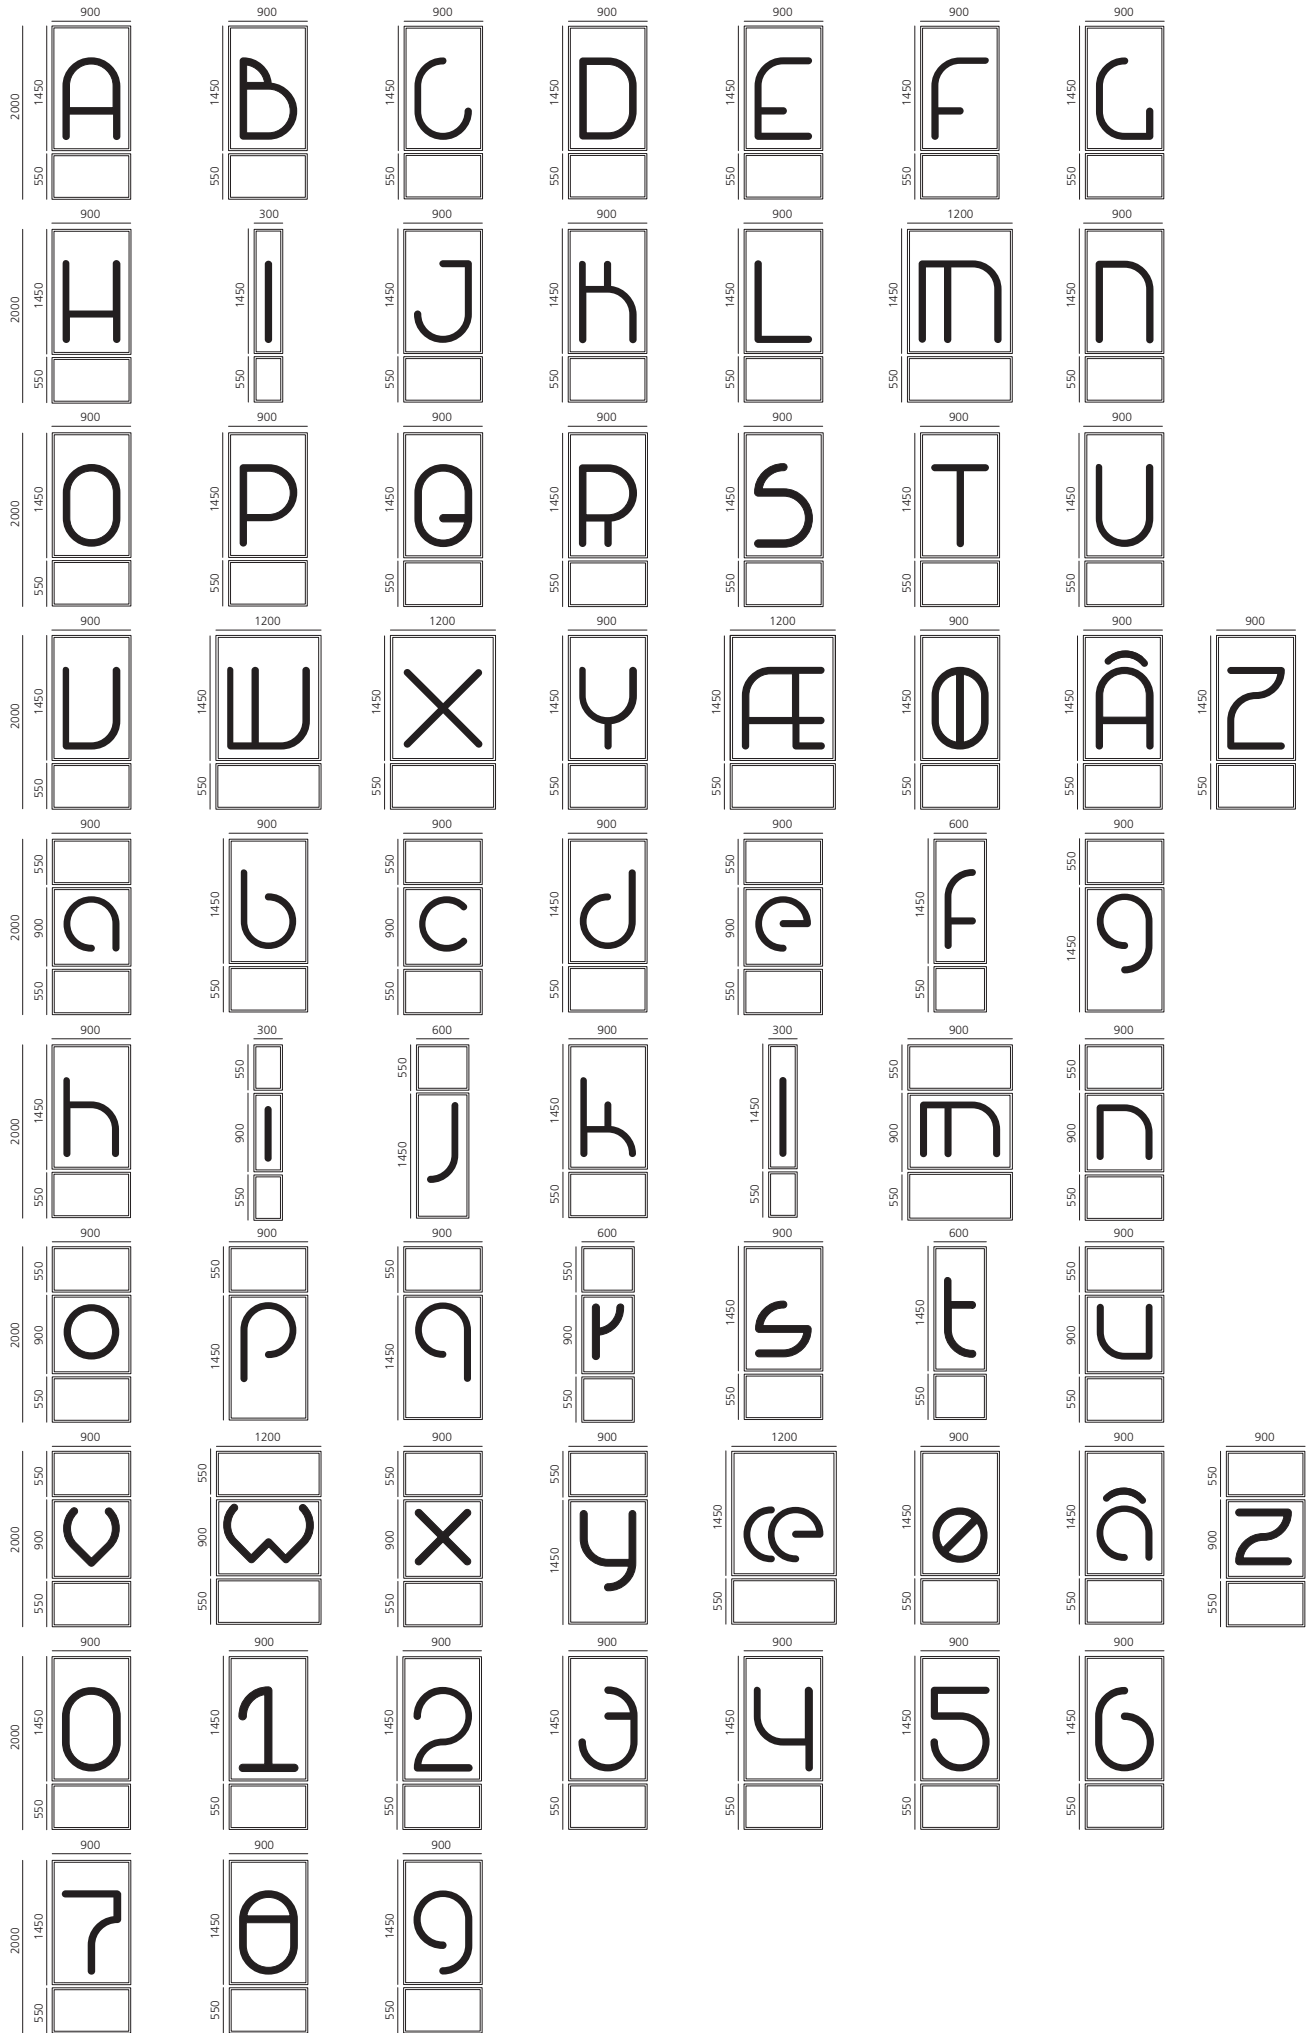 900 900 900 900 900 900 900
2000 1450 A 1450 B 1450 C 1450 D 1450 E 1450 F 1450 G
550 550 550 550 550 550 550
900 300 900 900 900 1200 900
2000 1450 H 1450 I 1450 J 1450 K 1450 L 1450 M 1450 N
550 550 550 550 550 550 550
900 900 900 900 900 900 900
2000 1450 O 1450 P 1450 Q 1450 R 1450 S 1450 T 1450 U
550 550 550 550 550 550 550
900 1200 1200 900 1200 900 900 900
2000 1450 V 1450 W 1450 X 1450 Y 1450 Æ 1450 Ø 1450 Â 1450 Z
550 550 550 550 550 550 550 550
900 900 900 900 900 600 900
550 550 550 550
2000 900 a 1450 b 900 c 1450 d 900 e 1450 f 1450 g
550 550 550 550 550 550
900 300 600 900 300 900 900
550 550 550 550
2000 1450 h 900 i 1450 j 1450 k 1450 l 900 m 900 n
550 550 550 550 550 550
900 900 900 600 900 600 900
550 550 550 550 550
2000 900 o 1450 p 1450 q 900 r 1450 s 1450 t 900 u
550 550 550 550 550
900 1200 900 900 1200 900 900 900
550 550 550 550 550
2000 900 v 900 w 900 x 1450 y 1450 æ 1450 ø 1450 â 900 z
550 550 550 550 550 550 550
900 900 900 900 900 900 900
2000 1450 0 1450 1 1450 2 1450 3 1450 4 1450 5 1450 6
550 550 550 550 550 550 550
900 900 900
2000 1450 7 1450 8 1450 9
550 550 550